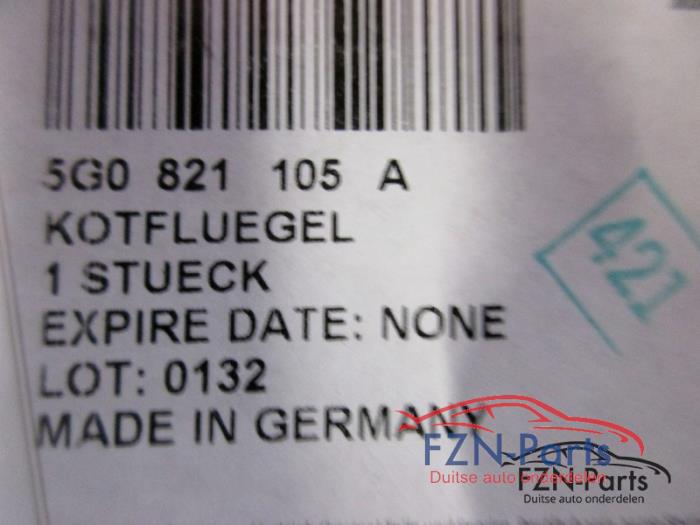 5G0 821 105 A
KOTFLUEGEL
1 STUECK
EXPIRE DATE: NONE
LOT: 0132
MADE IN GERMANY
421
FZN-Parts
Duitse auto onderdelen
FZN-Parts
Duitse auto onderdelen